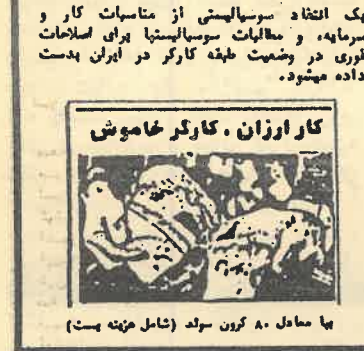 یک انتقاد سوسیالیستی از مناسبات کار و
سرمایه، و مطالبات سوسیالیستها برای اصلاحات
فوری در وضعیت طبقه کارگر در ایران بدست
داده میشود.
کار ارزان، کارگر خاموش
بها معادل ۸۰ کرون سوئد (شامل هزینه پست)